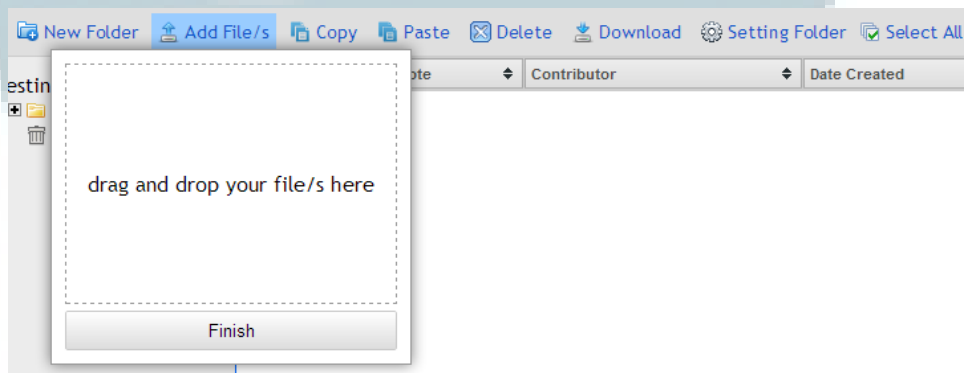 New Folder Add File/s Copy Paste Delete Download Setting Folder Select All
estin ote Contributor Date Created
drag and drop your file/s here
Finish